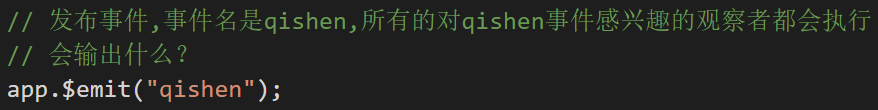 // 发布事件,事件名是qishen,所有的对qishen事件感兴趣的观察者都会执行
// 会输出什么?
app.$emit("qishen");